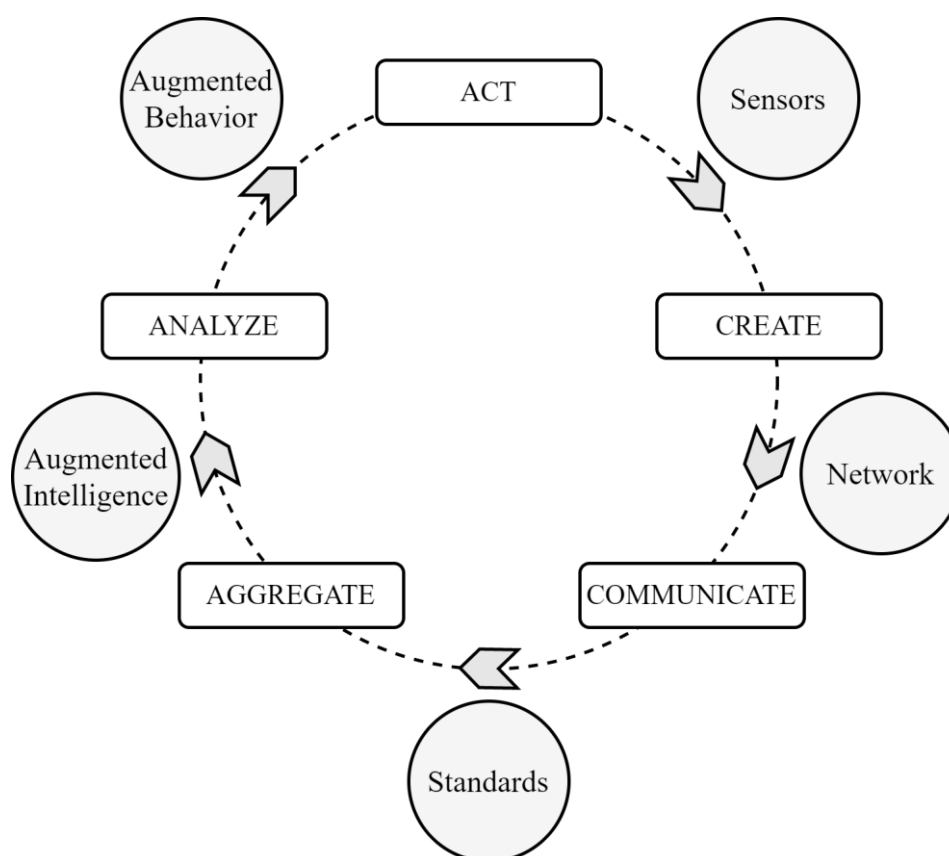 Augmented
Behavior
ACT
Sensors
ANALYZE
CREATE
Augmented
Intelligence
Network
AGGREGATE
COMMUNICATE
Standards